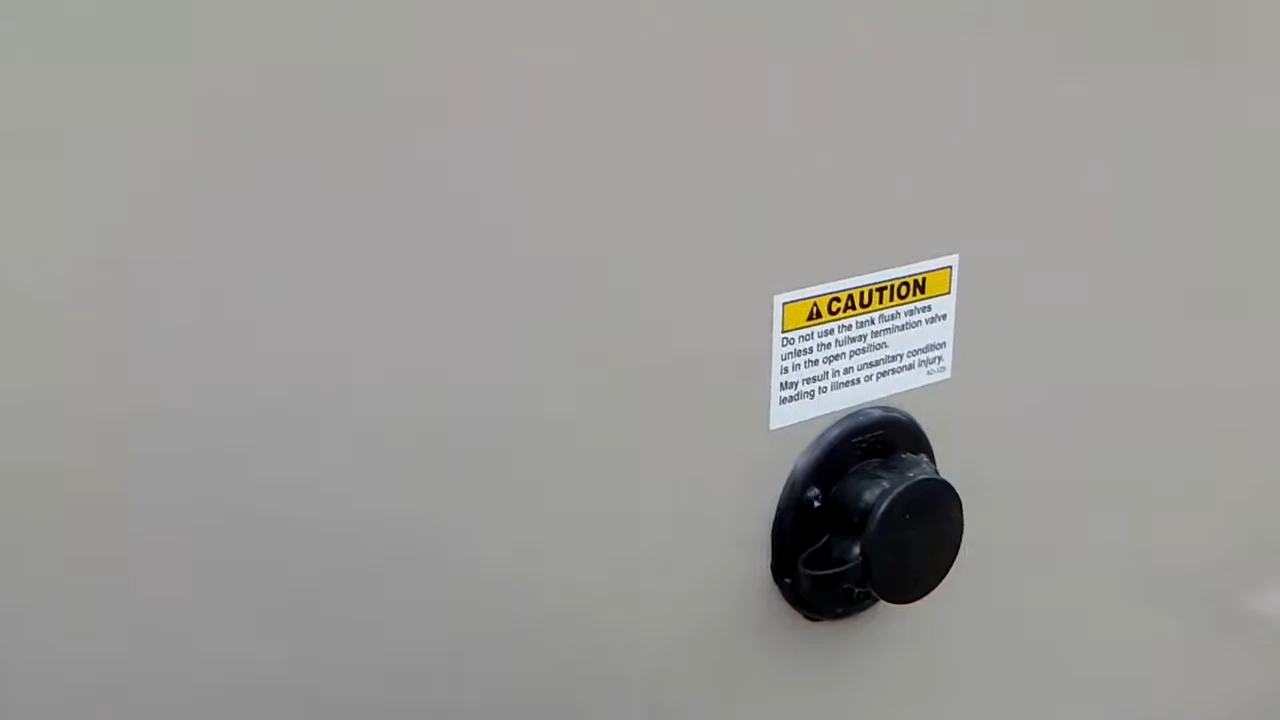 CAUTION
Do not use the tank flush valves
unless the fullway termination valve
is in the open position.
May result in an unsanitary condition
leading to illness or personal injury.